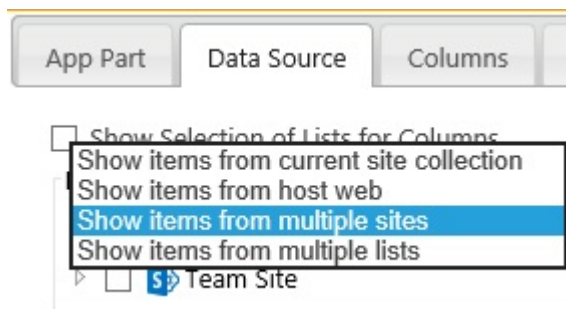 App Part Data Source Columns
Show Selection of Lists for Columns
Show items from current site collection
Show items from host web
Show items from multiple sites
Show items from multiple lists
Team Site